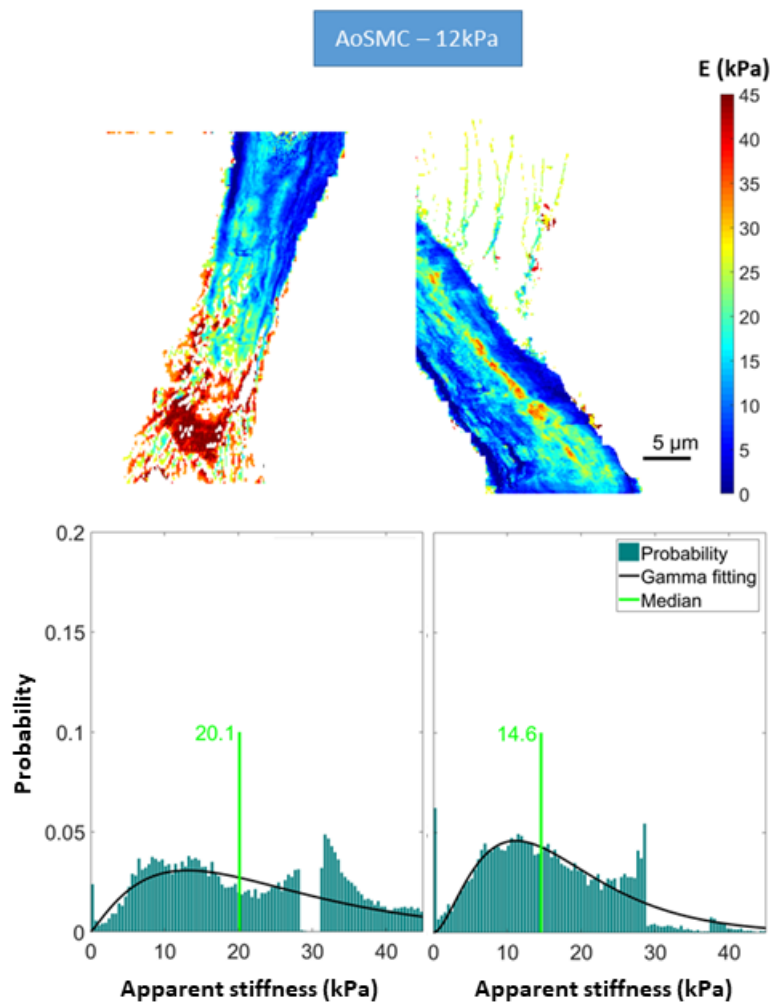 AoSMC – 12kPa
E (kPa)
45
40
35
30
25
20
15
10
5
0
5 µm
0.2
0.15
0.1
0.05
0
Probability
20.1
0 10 20 30 40
Apparent stiffness (kPa)
Probability
Gamma fitting
Median
14.6
0 10 20 30 40
Apparent stiffness (kPa)